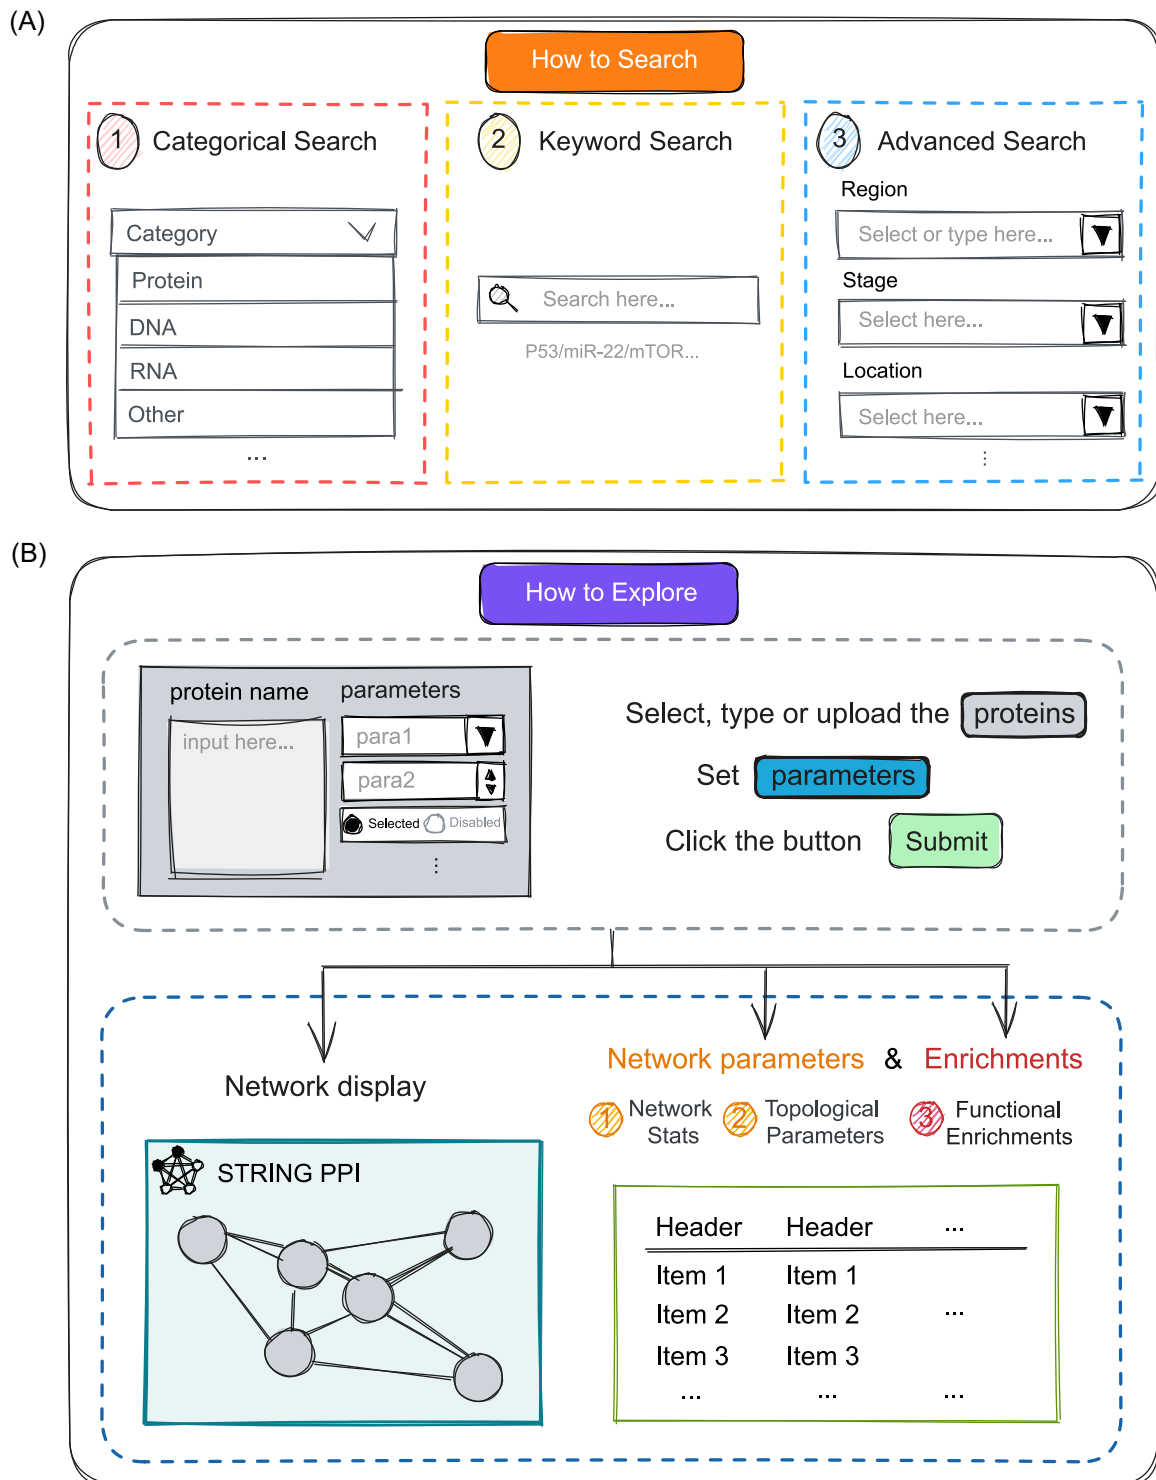 (A)
How to Search
1 Categorical Search
Category
Protein
DNA
RNA
Other
...
2 Keyword Search
Search here...
P53/miR-22/mTOR...
3 Advanced Search
Region
Select or type here...
Stage
Select here...
Location
Select here...
...
(B)
How to Explore
protein name
input here...
parameters
para1
para2
Selected Disabled
...
Select, type or upload the proteins
Set parameters
Click the button Submit
Network display
STRING PPI
Network parameters & Enrichments
1 Network Stats
2 Topological Parameters
3 Functional Enrichments
Header Header ...
Item 1 Item 1
Item 2 Item 2 ...
Item 3 Item 3
... ... ...